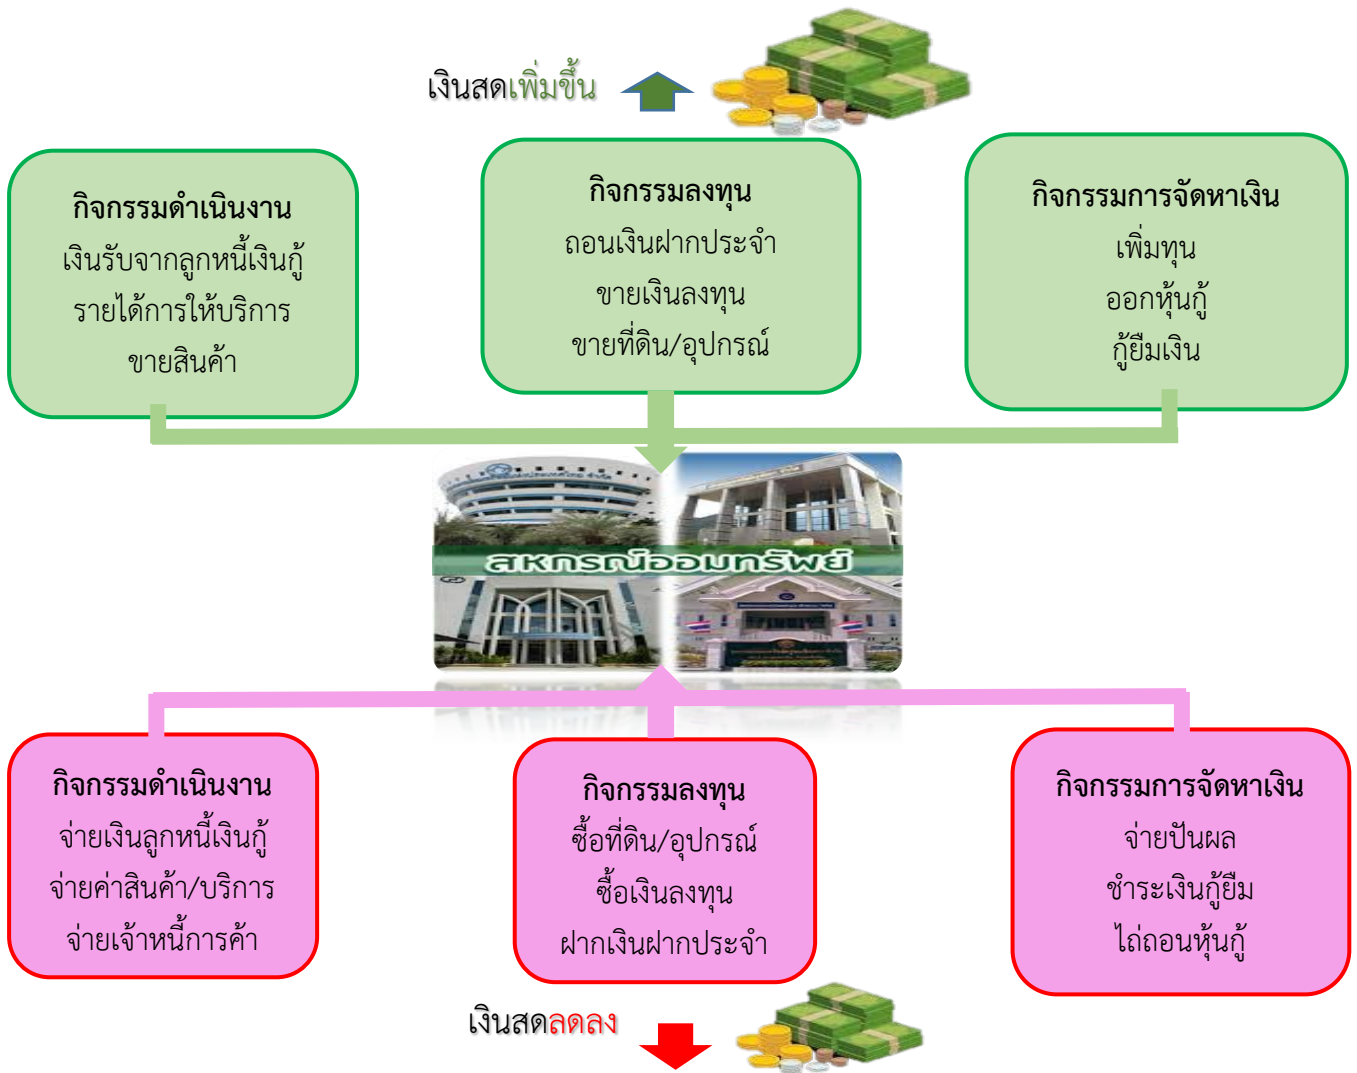 เงินสดเพิ่มขึ้น
กิจกรรมดำเนินงาน
เงินรับจากลูกหนี้เงินกู้
รายได้การให้บริการ
ขายสินค้า
กิจกรรมลงทุน
ถอนเงินฝากประจำ
ขายเงินลงทุน
ขายที่ดิน/อุปกรณ์
กิจกรรมการจัดหาเงิน
เพิ่มทุน
ออกหุ้นกู้
กู้ยืมเงิน
สหกรณ์ออมทรัพย์
กิจกรรมดำเนินงาน
จ่ายเงินลูกหนี้เงินกู้
จ่ายค่าสินค้า/บริการ
จ่ายเจ้าหนี้การค้า
กิจกรรมลงทุน
ซื้อที่ดิน/อุปกรณ์
ซื้อเงินลงทุน
ฝากเงินฝากประจำ
กิจกรรมการจัดหาเงิน
จ่ายปันผล
ชำระเงินกู้ยืม
ไถ่ถอนหุ้นกู้
เงินสดลดลง